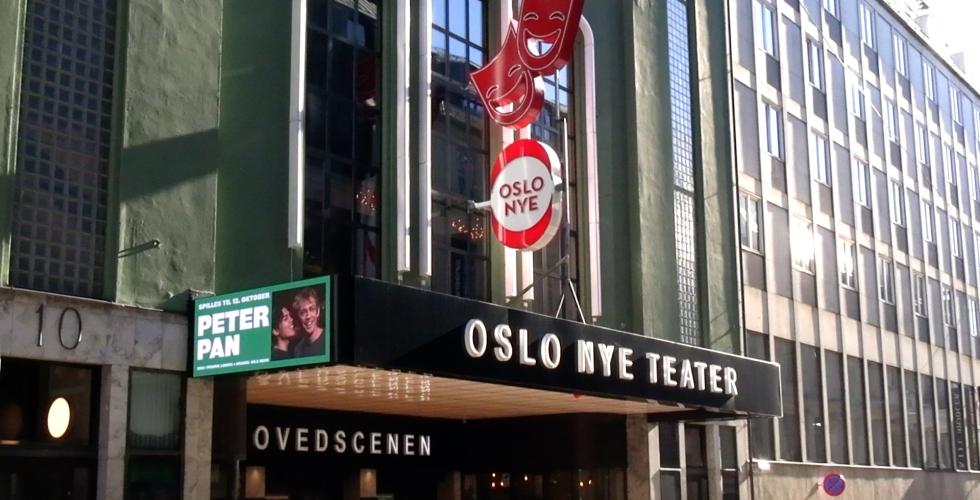 OSLO
NYE
SPILLES TIL 13. OKTOBER
PETER
PAN
OSLO NYE TEATER
10
OVEDSCENEN